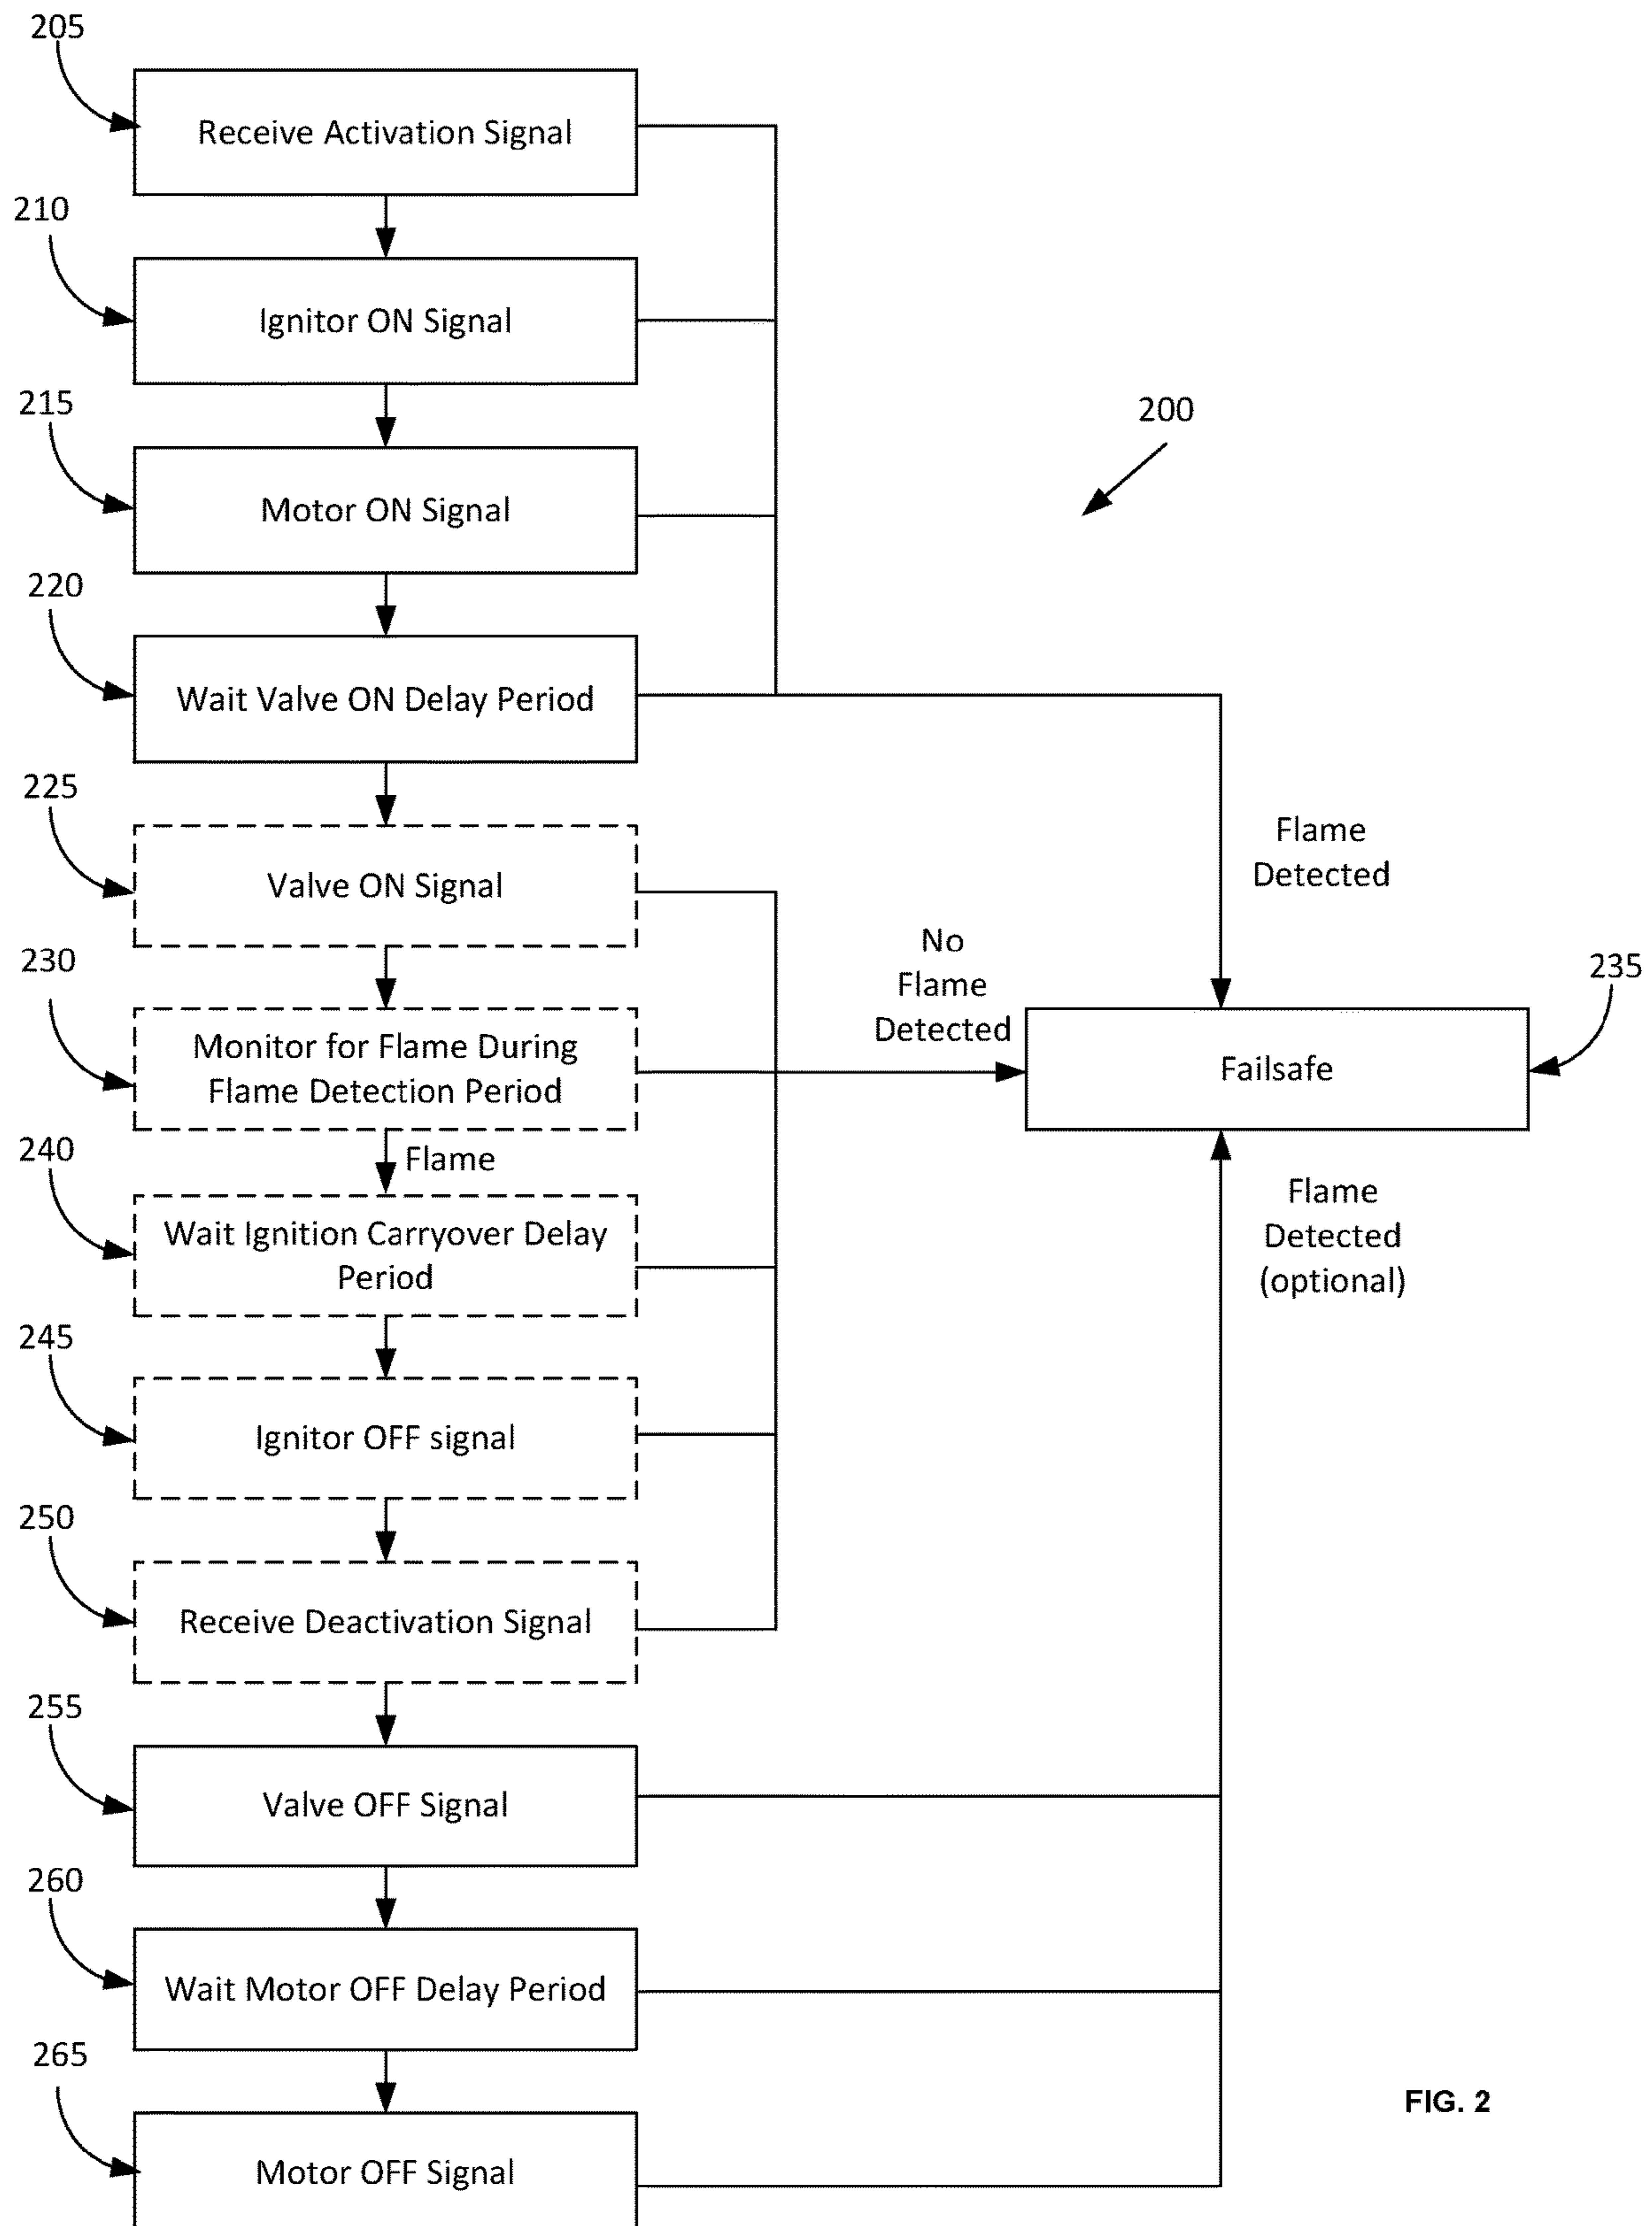 205
Receive Activation Signal
210
Ignitor ON Signal
215
Motor ON Signal
200
220
Wait Valve ON Delay Period
225
Valve ON Signal
Flame
Detected
230
Monitor for Flame During
Flame Detection Period
No
Flame
Detected
235
Failsafe
240
Flame
Wait Ignition Carryover Delay
Period
Flame
Detected
(optional)
245
Ignitor OFF signal
250
Receive Deactivation Signal
255
Valve OFF Signal
260
Wait Motor OFF Delay Period
265
Motor OFF Signal
FIG. 2